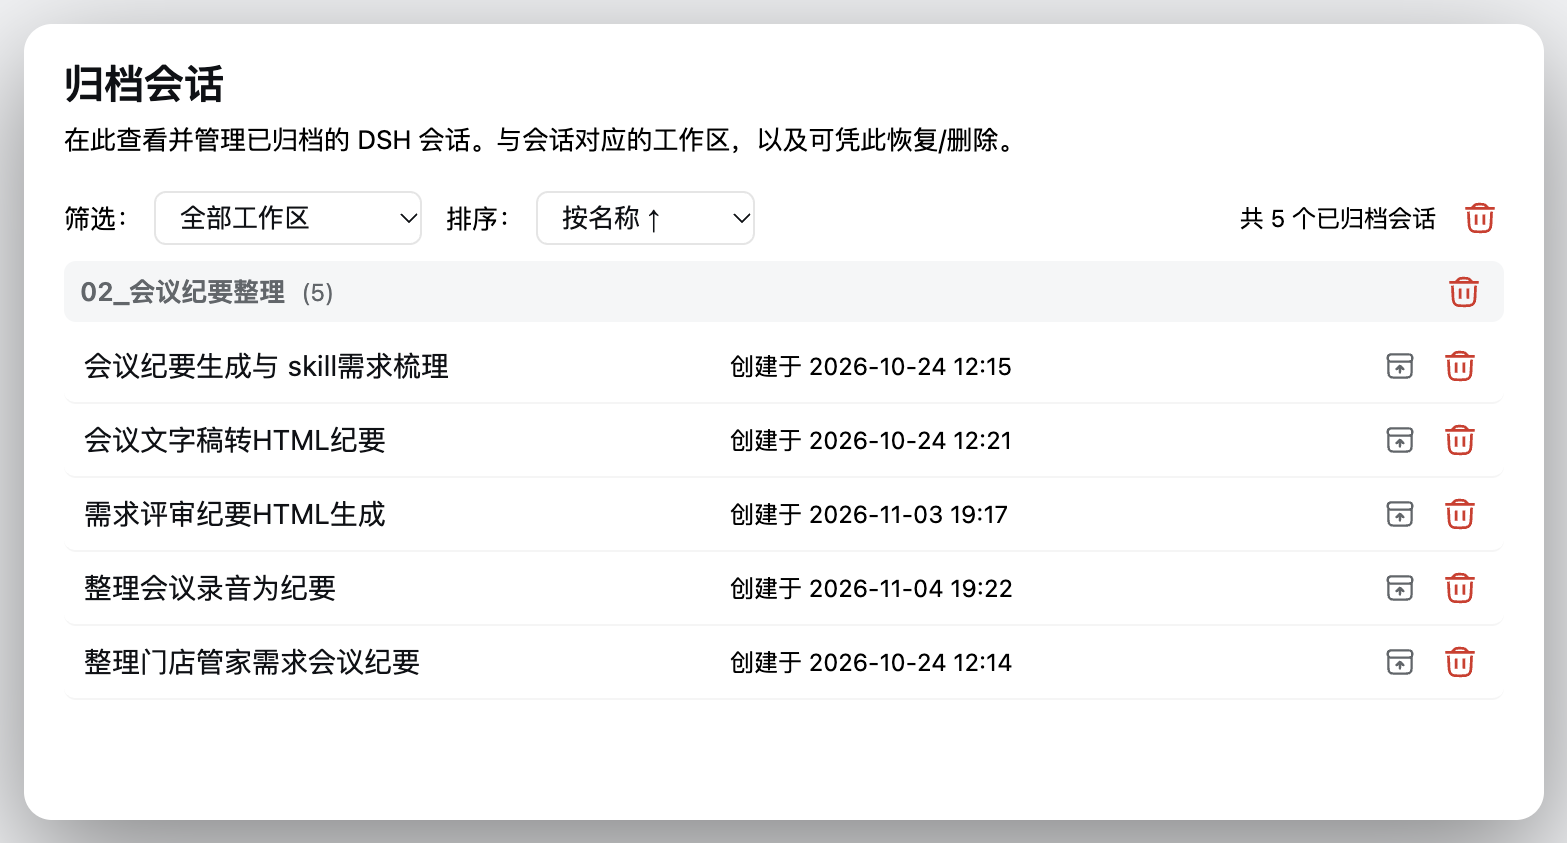 归档会话
在此查看并管理已归档的 DSH 会话。与会话对应的工作区，以及可凭此恢复/删除。
筛选： 全部工作区 排序： 按名称 ↑ 共 5 个已归档会话
02_会议纪要整理 (5)
会议纪要生成与 skill需求梳理 创建于 2026-10-24 12:15
会议文字稿转HTML纪要 创建于 2026-10-24 12:21
需求评审纪要HTML生成 创建于 2026-11-03 19:17
整理会议录音为纪要 创建于 2026-11-04 19:22
整理门店管家需求会议纪要 创建于 2026-10-24 12:14